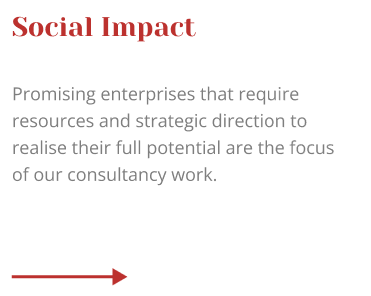 Social Impact
Promising enterprises that require
resources and strategic direction to
realise their full potential are the focus
of our consultancy work.